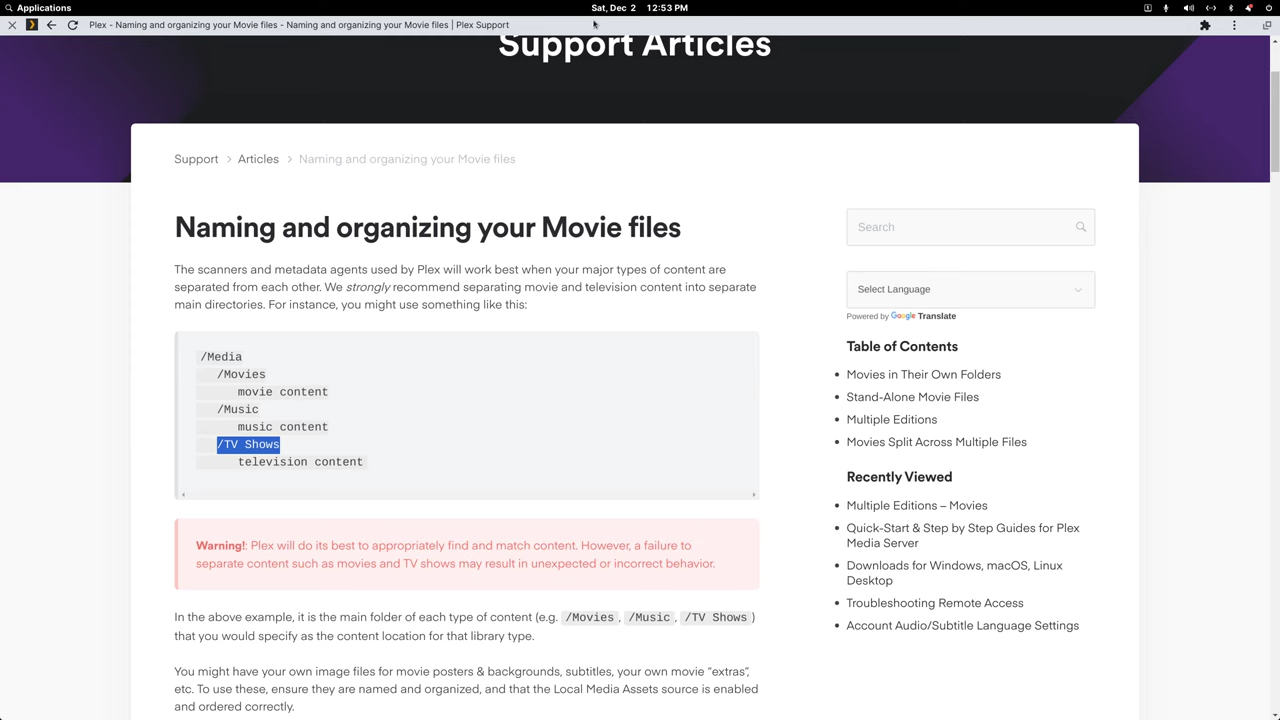 Applications
Sat, Dec 2 12:53 PM
Plex - Naming and organizing your Movie files - Naming and organizing your Movie files | Plex Support
Support Articles
Support > Articles > Naming and organizing your Movie files
Naming and organizing your Movie files
The scanners and metadata agents used by Plex will work best when your major types of content are
separated from each other. We strongly recommend separating movie and television content into separate
main directories. For instance, you might use something like this:
/Media
/Movies
movie content
/Music
music content
/TV Shows
television content
Warning!: Plex will do its best to appropriately find and match content. However, a failure to
separate content such as movies and TV shows may result in unexpected or incorrect behavior.
In the above example, it is the main folder of each type of content (e.g. /Movies, /Music, /TV Shows)
that you would specify as the content location for that library type.
You might have your own image files for movie posters & backgrounds, subtitles, your own movie “extras”,
etc. To use these, ensure they are named and organized, and that the Local Media Assets source is enabled
and ordered correctly.
Search
Select Language
Powered by Google Translate
Table of Contents
Movies in Their Own Folders
Stand-Alone Movie Files
Multiple Editions
Movies Split Across Multiple Files
Recently Viewed
Multiple Editions – Movies
Quick-Start & Step by Step Guides for Plex
Media Server
Downloads for Windows, macOS, Linux
Desktop
Troubleshooting Remote Access
Account Audio/Subtitle Language Settings